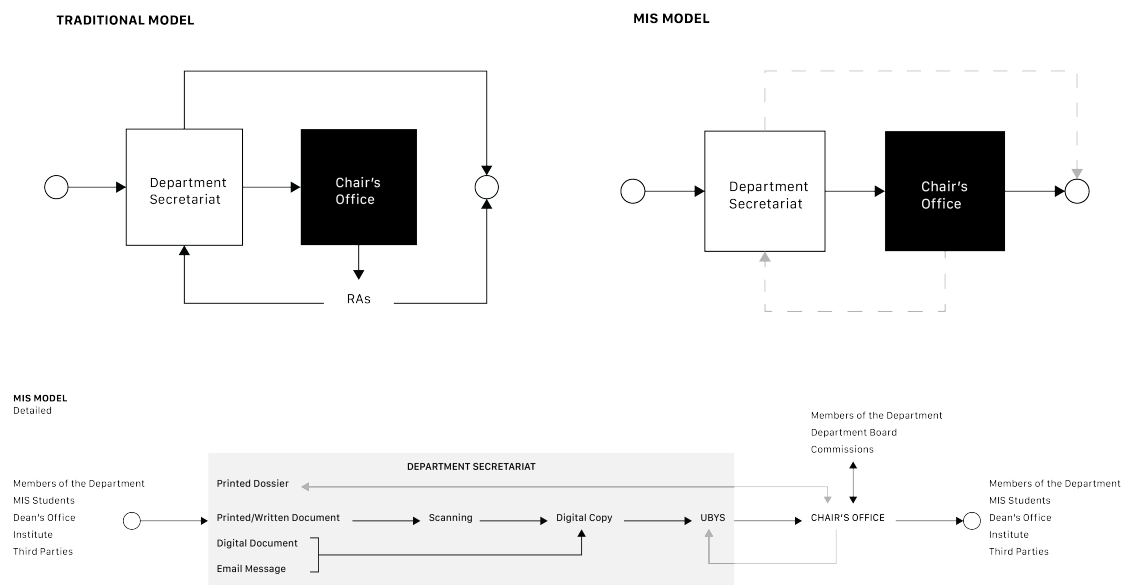 TRADITIONAL MODEL
MIS MODEL
Department
Secretariat
Chair's
Office
RAs
Department
Secretariat
Chair's
Office
MIS MODEL
Detailed
Members of the Department
MIS Students
Dean's Office
Institute
Third Parties
DEPARTMENT SECRETARIAT
Printed Dossier
Printed/Written Document
Scanning
Digital Copy
UBYS
Digital Document
Email Message
Members of the Department
Department Board
Commissions
CHAIR'S OFFICE
Members of the Department
MIS Students
Dean's Office
Institute
Third Parties